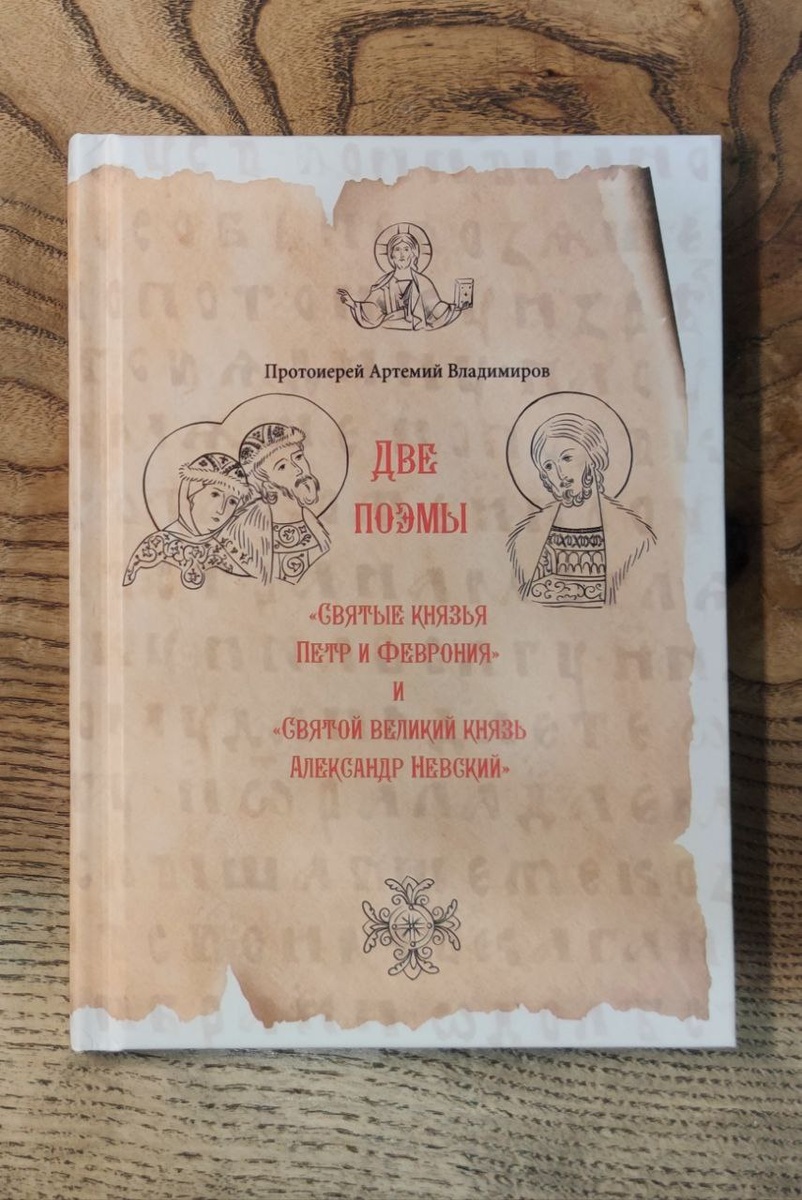 Протоиерей Артемий Владимиров
Две
поэмы
«Святые князья
Петр и Феврония»
и
«Святой великий князь
Александр Невский»